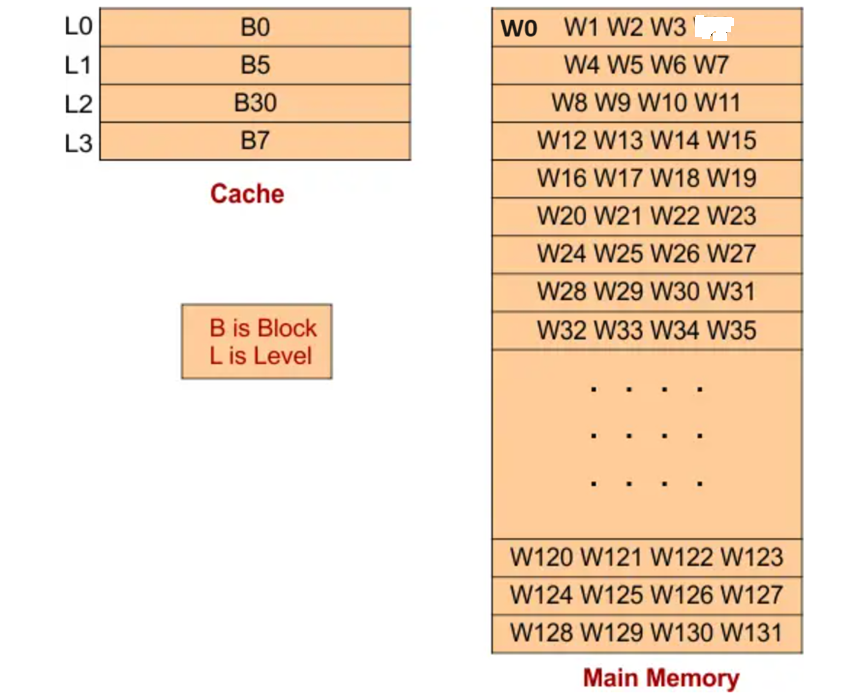 L0 B0
L1 B5
L2 B30
L3 B7
Cache
B is Block
L is Level
W0 W1 W2 W3
W4 W5 W6 W7
W8 W9 W10 W11
W12 W13 W14 W15
W16 W17 W18 W19
W20 W21 W22 W23
W24 W25 W26 W27
W28 W29 W30 W31
W32 W33 W34 W35
. . . .
. . . .
. . . .
W120 W121 W122 W123
W124 W125 W126 W127
W128 W129 W130 W131
Main Memory